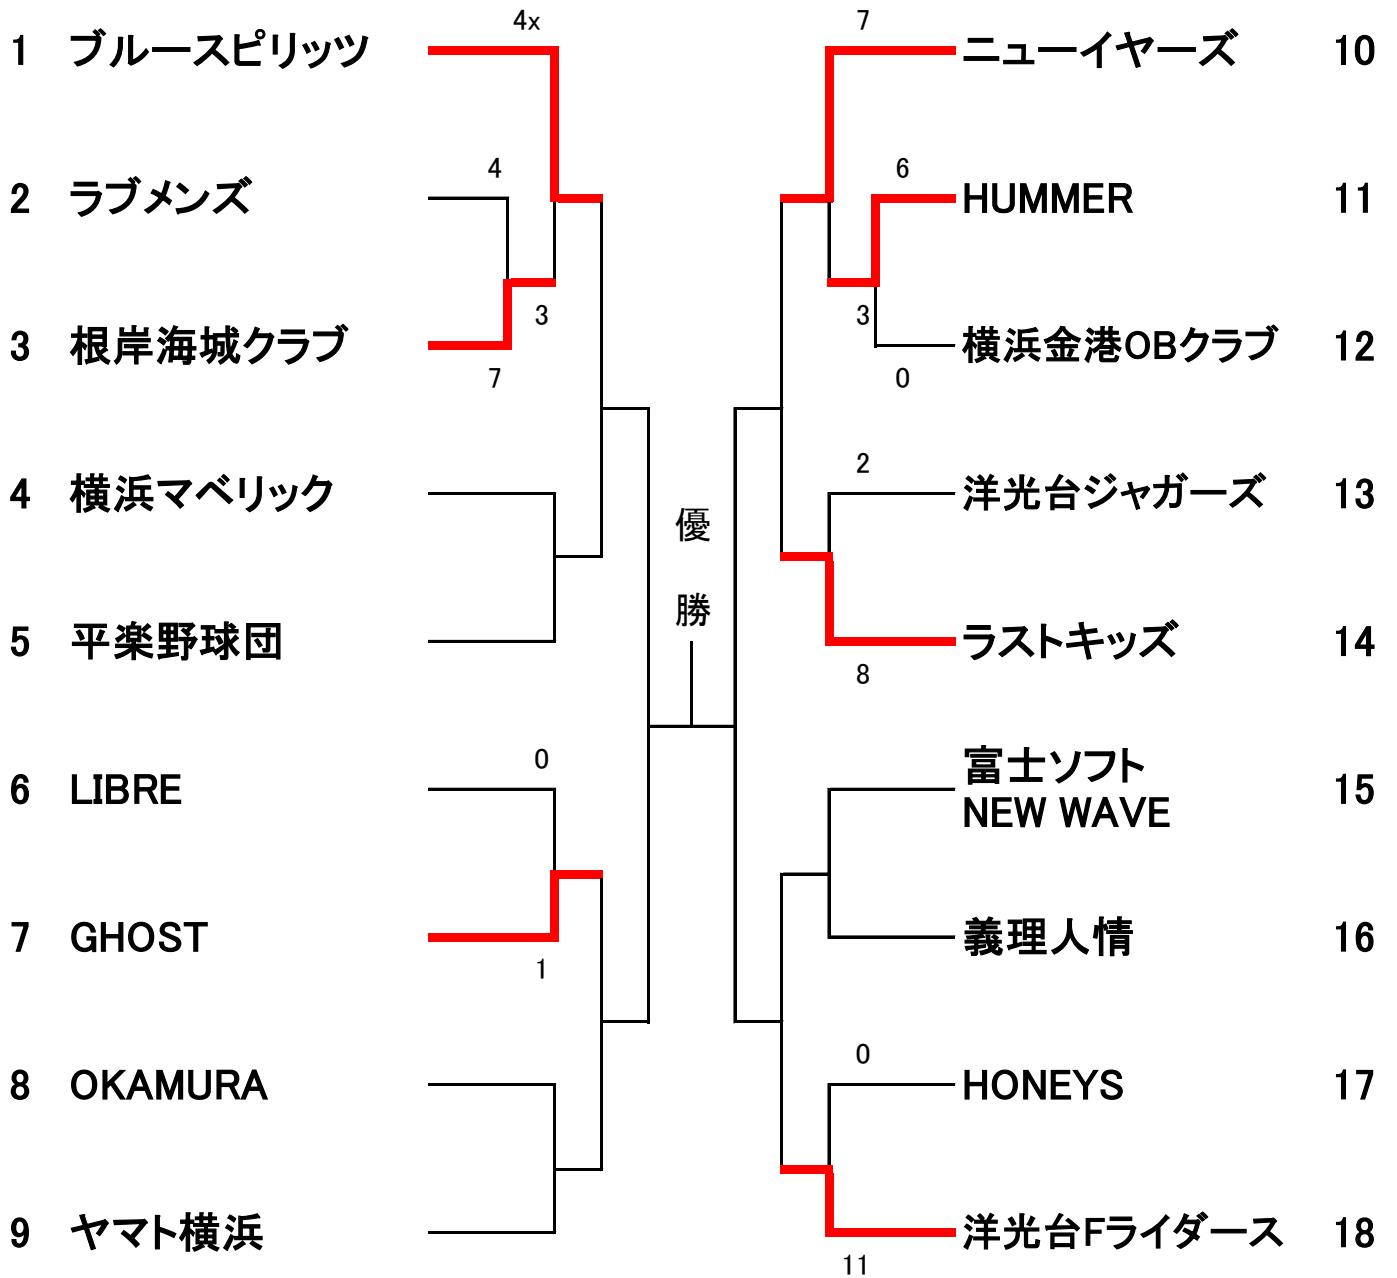 4x
1 ブルースピリッツ
4
2 ラブメンズ
3
3 根岸海城クラブ
7
4 横浜マベリック
5 平楽野球団
0
6 LIBRE
7 GHOST
1
8 OKAMURA
9 ヤマト横浜
優
勝
7
ニューイヤーズ 10
6
HUMMER 11
3
横浜金港OBクラブ 12
0
2
洋光台ジャガーズ 13
ラストキッズ 14
8
富士ソフト
NEW WAVE 15
義理人情 16
0
HONEYS 17
洋光台Fライダース 18
11